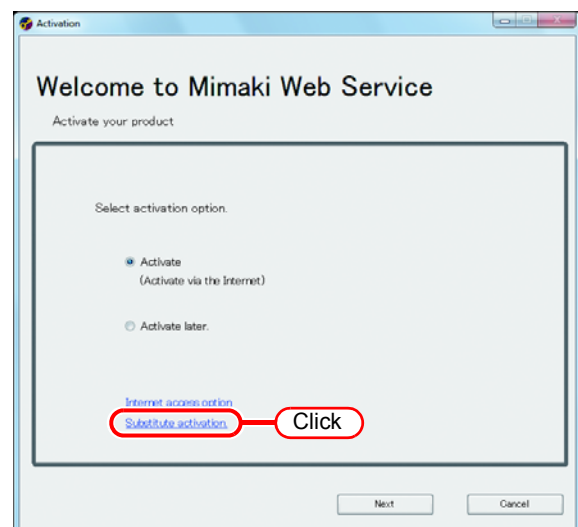 Activation
Welcome to Mimaki Web Service
Activate your product
Select activation option.
Activate
(Activate via the Internet)
Activate later.
Internet access option
Substitute activation.
Click
Next
Cancel